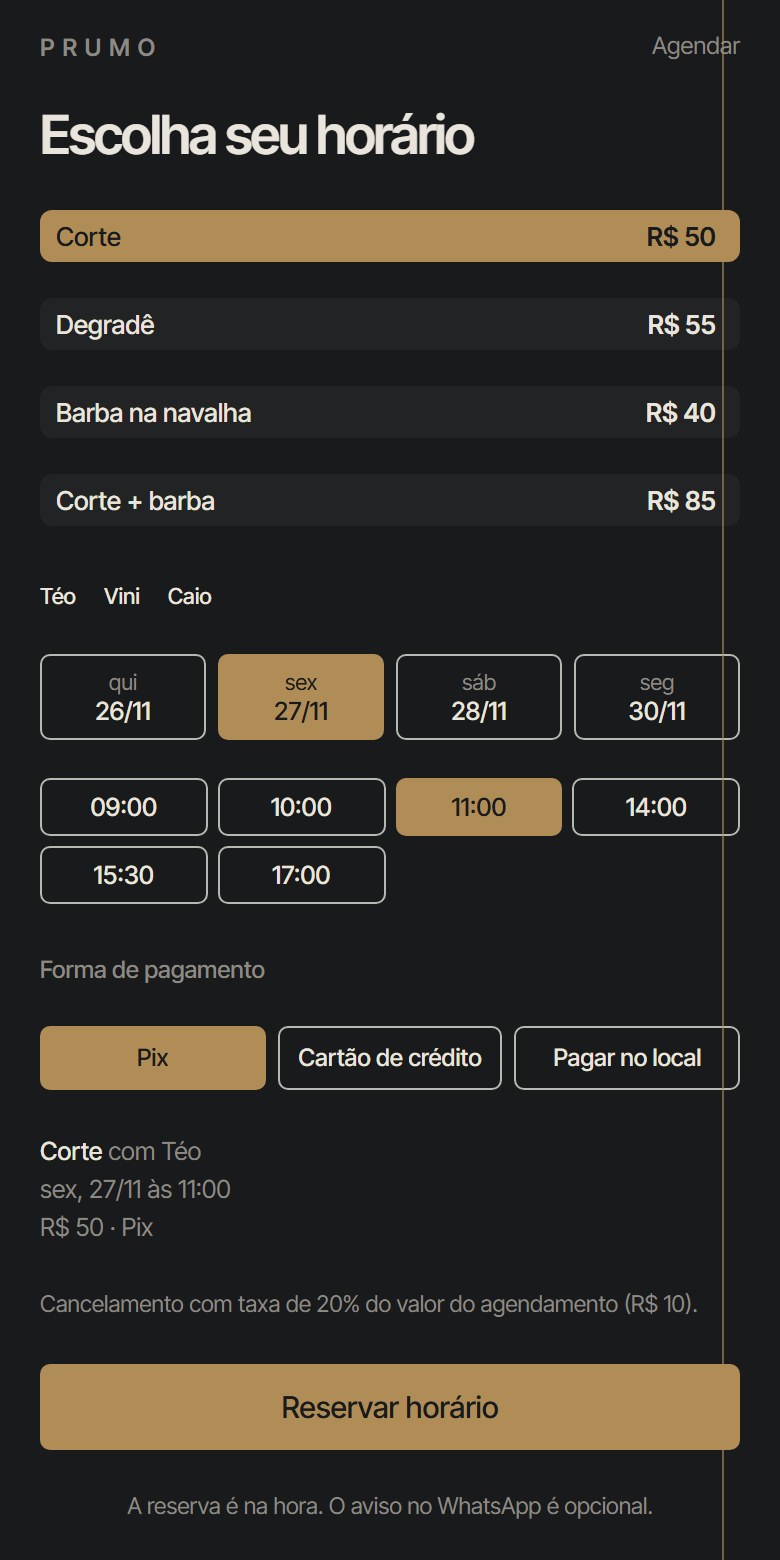 PRUMO Agendar
Escolha seu horário
Corte R$ 50
Degradê R$ 55
Barba na navalha R$ 40
Corte + barba R$ 85
Téo Vini Caio
qui sex sáb seg
26/11 27/11 28/11 30/11
09:00 10:00 11:00 14:00
15:30 17:00
Forma de pagamento
Pix Cartão de crédito Pagar no local
Corte com Téo
sex, 27/11 às 11:00
R$ 50 · Pix
Cancelamento com taxa de 20% do valor do agendamento (R$ 10).
Reservar horário
A reserva é na hora. O aviso no WhatsApp é opcional.